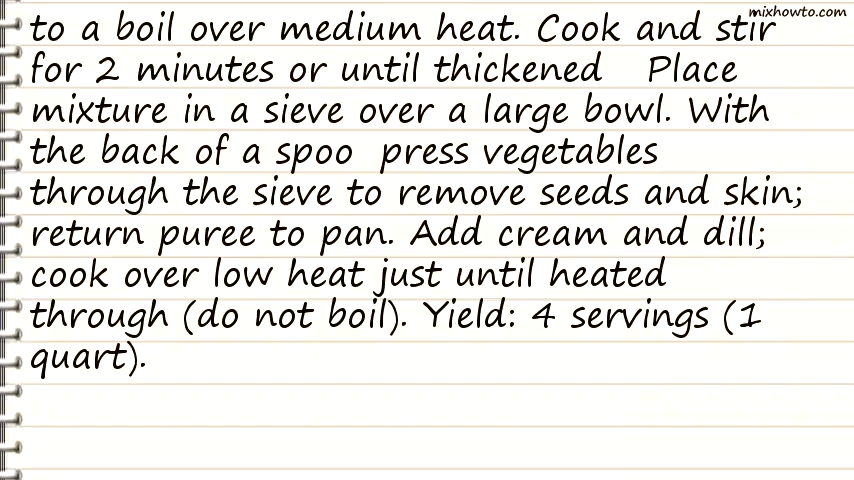 mixhowto.com
to a boil over medium heat. Cook and stir
for 2 minutes or until thickened   Place
mixture in a sieve over a large bowl. With
the back of a spoo  press vegetables
through the sieve to remove seeds and skin;
return puree to pan. Add cream and dill;
cook over low heat just until heated
through (do not boil). Yield: 4 servings (1
quart).